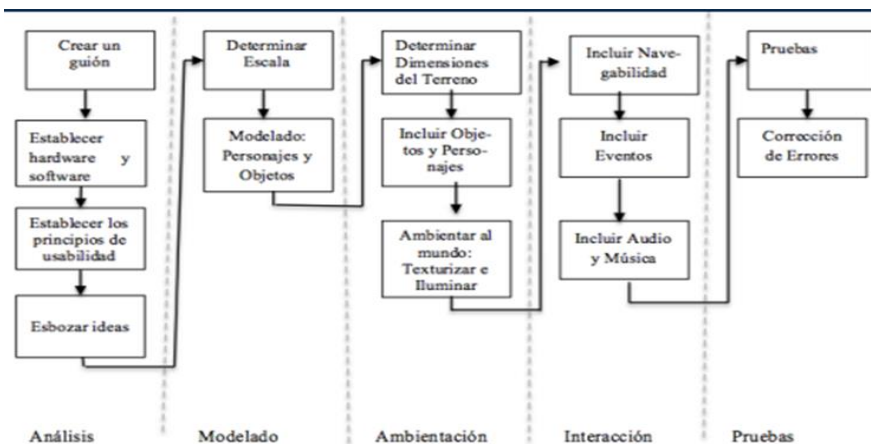 Crear un
guión
Establecer
hardware y
software
Establecer los
principios de
usabilidad
Esbozar ideas
Determinar
Escala
Modelado:
Personajes y
Objetos
Determinar
Dimensiones
del Terreno
Incluir Obje-
tos y Perso-
najes
Ambientar al
mundo:
Texturizar e
Iluminar
Incluir Nave-
gabilidad
Incluir
Eventos
Incluir Audio
y Música
Pruebas
Corrección
de Errores
Análisis
Modelado
Ambientación
Interacción
Pruebas